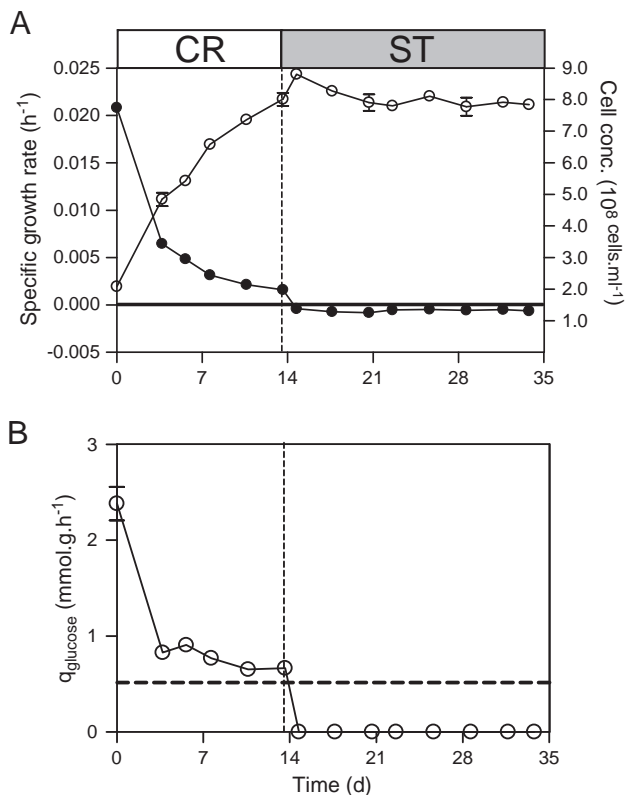 A
CR ST
Specific growth rate (h-1)
0.025
0.020
0.015
0.010
0.005
0.000
-0.005
9.0
8.0
7.0
6.0
5.0
4.0
3.0
2.0
1.0
Cell conc. (10^8 cells.ml-1)
0 7 14 21 28 35
B
qglucose (mmol.g.h-1)
3
2
1
0
0 7 14 21 28 35
Time (d)